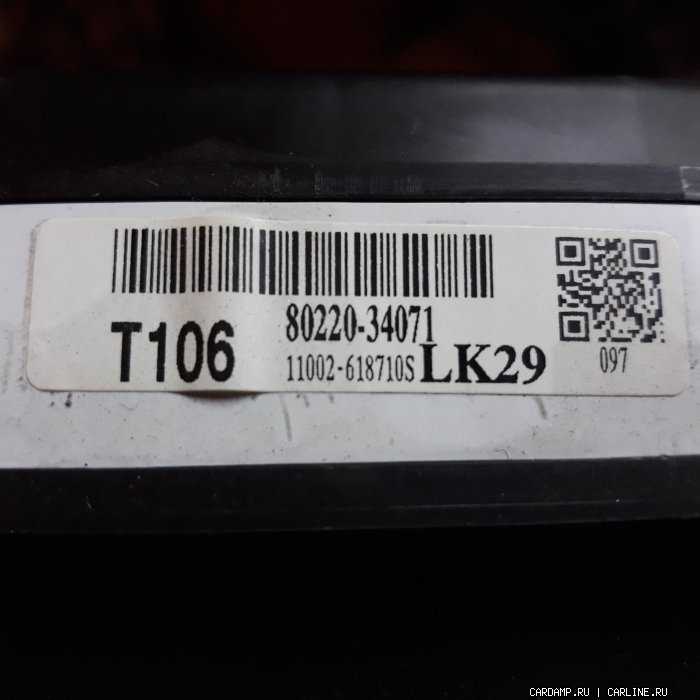 80220-34071
T106
11002-618710S LK29
097
CARDAMP.RU | CARLINE.RU